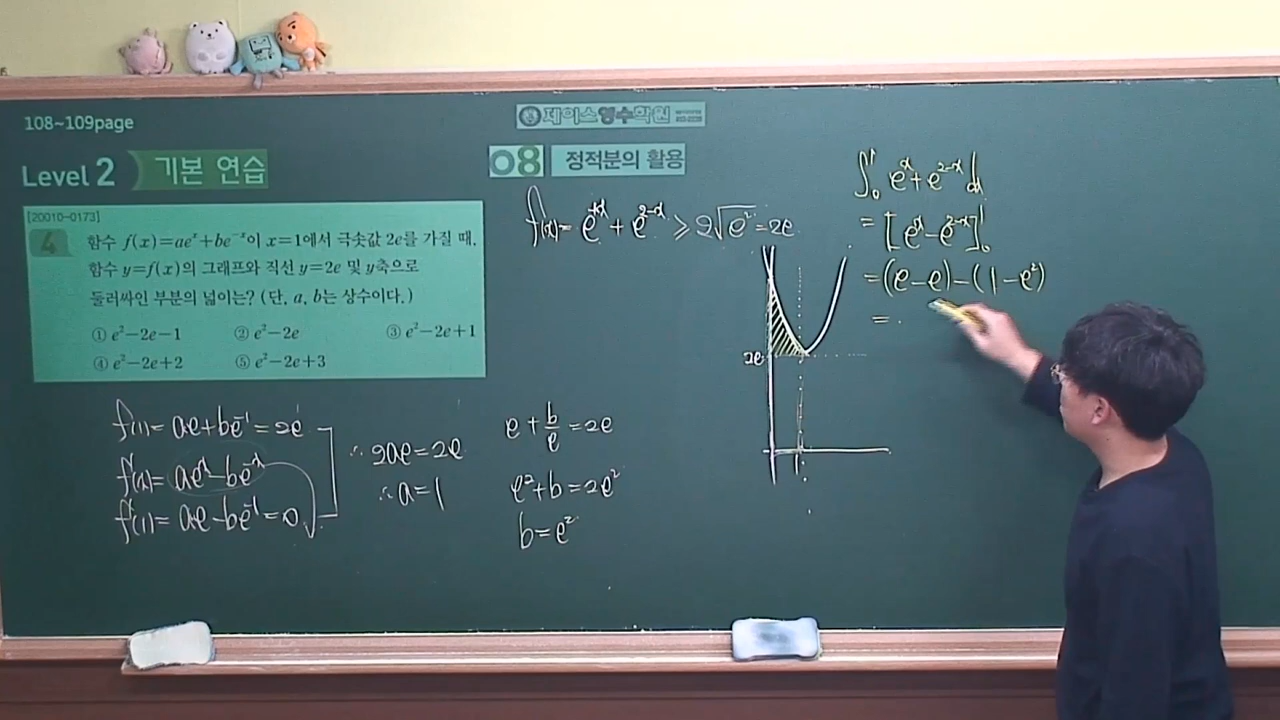 108~109page
Level 2 기본 연습
제이스영수학원
08 정적분의 활용
[20010-0173]
4 함수 f(x)=ae^x+be^{-x}이 x=1에서 극솟값 2e를 가질 때,
함수 y=f(x)의 그래프와 직선 y=2e 및 y축으로
둘러싸인 부분의 넓이는? (단, a, b는 상수이다.)
① e²-2e-1 ② e²-2e ③ e²-2e+1
④ e²-2e+2 ⑤ e²-2e+3
f(1)=ae+be^{-1}=2e
f'(x)=ae^x-be^{-x}
f'(1)=ae-be^{-1}=0
∴2ae=2e
∴a=1
e+b/e=2e
e²+b=2e²
b=e²
f(x)=e^x+e^{2-x}≥2√e²=2e
2e
∫₀¹ e^x+e^{2-x}dx
=[e^x-e^{2-x}]₀¹
=(e-e)-(1-e²)
=